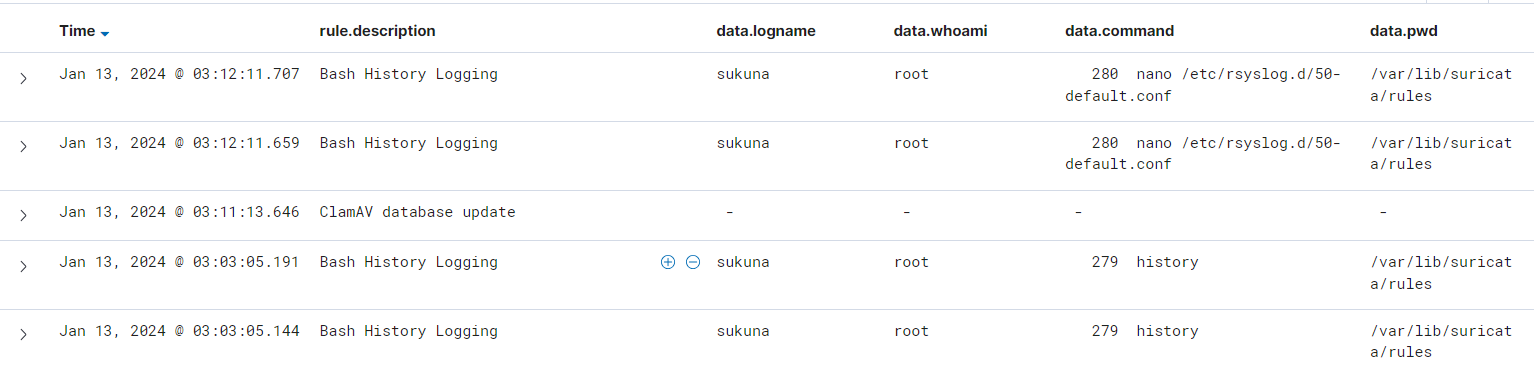 Time rule.description data.logname data.whoami data.command data.pwd
Jan 13, 2024 @ 03:12:11.707 Bash History Logging sukuna root 280 nano /etc/rsyslog.d/50- /var/lib/suricat
default.conf a/rules
Jan 13, 2024 @ 03:12:11.659 Bash History Logging sukuna root 280 nano /etc/rsyslog.d/50- /var/lib/suricat
default.conf a/rules
Jan 13, 2024 @ 03:11:13.646 ClamAV database update - - - -
Jan 13, 2024 @ 03:03:05.191 Bash History Logging sukuna root 279 history /var/lib/suricat
a/rules
Jan 13, 2024 @ 03:03:05.144 Bash History Logging sukuna root 279 history /var/lib/suricat
a/rules